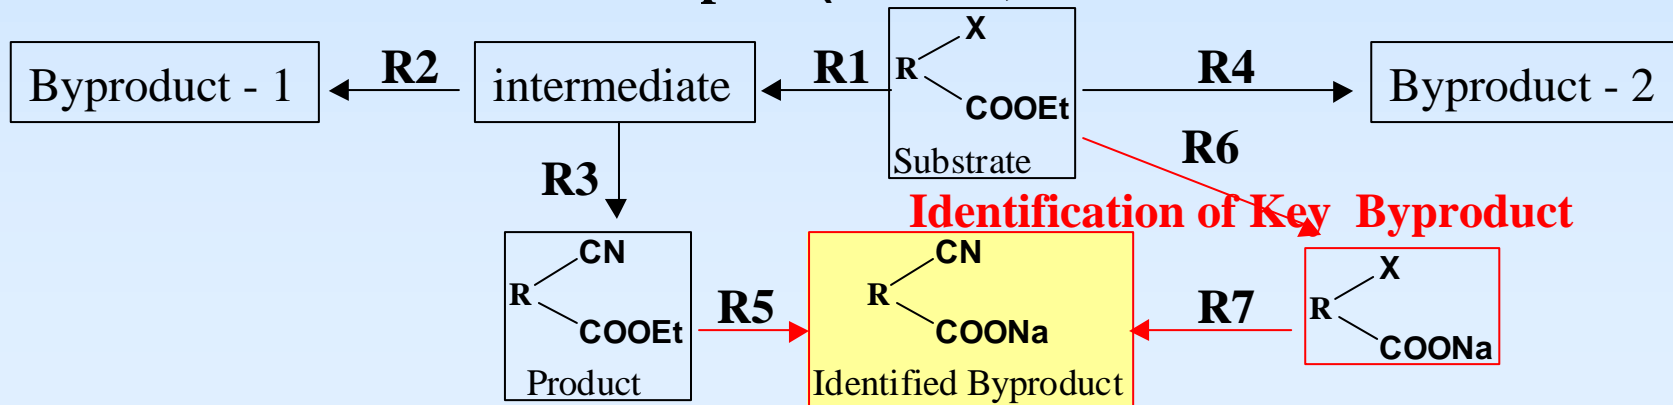 Byproduct - 1
R2
intermediate
R1
X
R
COOEt
Substrate
R4
Byproduct - 2
R6
R3
Identification of Key Byproduct
CN
R
COOEt
Product
R5
CN
R
COONa
Identified Byproduct
R7
X
R
COONa